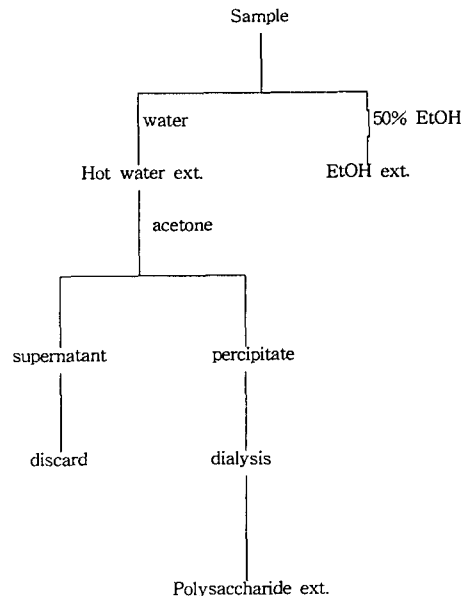 Sample
water
50% EtOH
Hot water ext.
EtOH ext.
acetone
supernatant
percipitate
discard
dialysis
Polysaccharide ext.